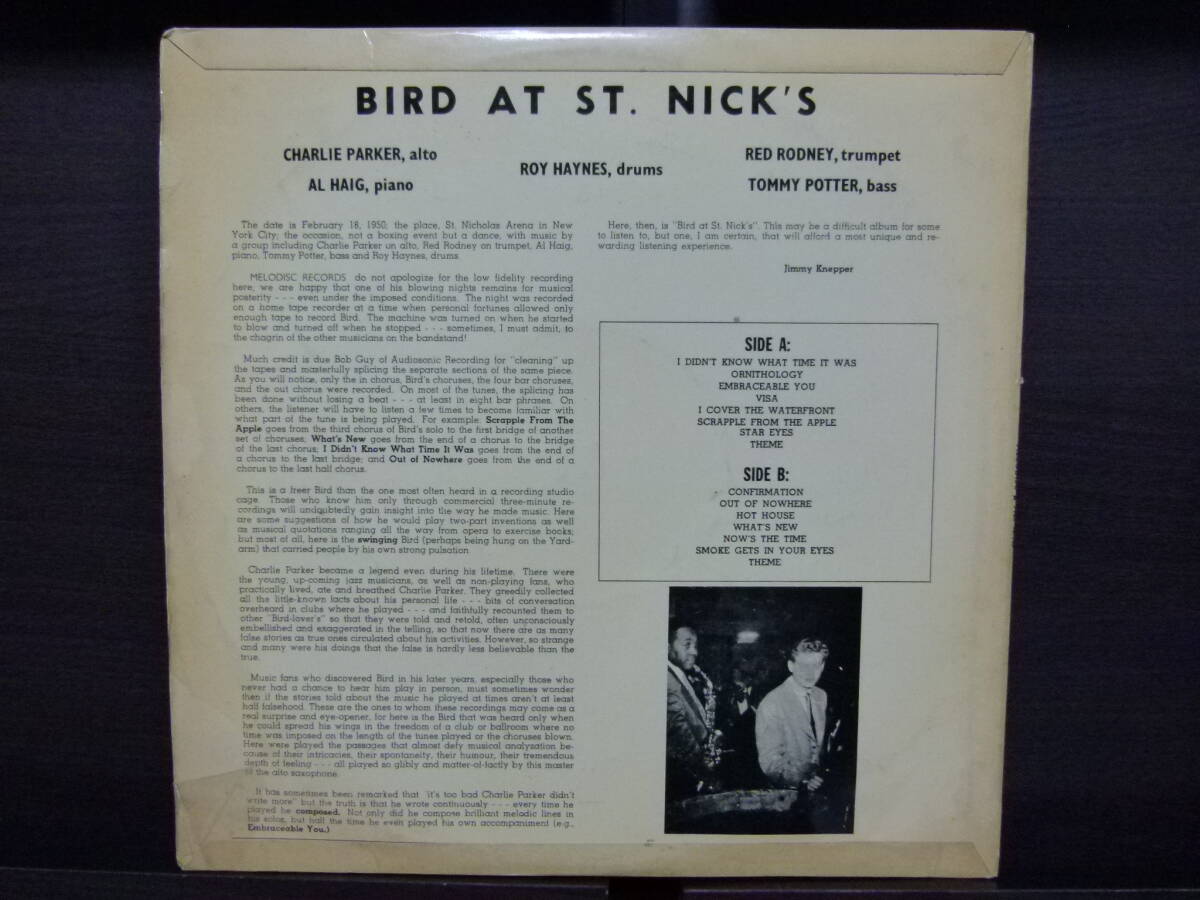 BIRD AT ST. NICK'S
CHARLIE PARKER, alto
AL HAIG, piano
ROY HAYNES, drums
RED RODNEY, trumpet
TOMMY POTTER, bass
The date is February 18, 1950; the place, St. Nicholas Arena in New
York City; the occasion, not a boxing event but a dance, with music by
a group including Charlie Parker un alto, Red Rodney on trumpet, Al Haig,
piano, Tommy Potter, bass and Roy Haynes, drums.
MELODISC RECORDS do not apologize for the low fidelity recording
here; we are happy that one of his blowing nights remains for musical
posterity - - - even under the imposed conditions. The night was recorded
on a home tape recorder at a time when personal fortunes allowed only
enough tape to record Bird. The machine was turned on when he started
to blow and turned off when he stopped - - - sometimes, I must admit, to
the chagrin of the other musicians on the bandstand!
Much credit is due Bob Guy of Audiosonic Recording for "cleaning" up
the tapes and masterfully splicing the separate sections of the same piece.
As you will notice, only the in chorus, Bird's choruses, the four bar choruses,
and the out chorus were recorded. On most of the tunes, the splicing has
been done without losing a beat - - - at least in eight bar phrases. On
others, the listener will have to listen a few times to become familiar with
what part of the tune is being played. For example: Scrapple From The
Apple goes from the third chorus of Bird's solo to the first bridge of another
set of choruses; What's New goes from the end of a chorus to the bridge
of the last chorus; I Didn't Know What Time It Was goes from the end of
a chorus to the last bridge; and Out of Nowhere goes from the end of a
chorus to the last half chorus.
This is a freer Bird than the one most often heard in a recording studio
cage. Those who know him only through commercial three-minute re-
cordings will undoubtedly gain insight into the way he made music. Here
are some suggestions of how he would play two-part inventions as well
as musical quotations ranging all the way from opera to exercise books;
but most of all, here is the swinging Bird (perhaps being hung on the Yard-
arm) that carried people by his own strong pulsation.
Charlie Parker became a legend even during his lifetime. There were
the young, up-coming jazz musicians, as well as non-playing fans, who
practically lived, ate and breathed Charlie Parker. They greedily collected
all the little-known facts about his personal life - - - bits of conversation
overheard in clubs where he played - - - and faithfully recounted them to
other "Bird-lover's" so that they were told and retold, often unconsciously
embellished and exaggerated in the telling, so that now there are as many
false stories as true ones circulated about his activities. However, so strange
and many were his doings that the false is hardly less believable than the
true.
Music fans who discovered Bird in his later years, especially those who
never had a chance to hear him play in person, must sometimes wonder
then if the stories told about the music he played at times aren't at least
half falsehood. These are the ones to whom these recordings may come as a
real surprise and eye-opener, for here is the Bird that was heard only when
he could spread his wings in the freedom of a club or ballroom where no
time was imposed on the length of the tunes played or the choruses blown.
Here were played the passages that almost defy musical analyzation be-
cause of their intricacies, their spontaneity, their humour, their tremendous
depth of feeling - - - all played so glibly and matter-of-factly by this master
of the alto saxophone.
It has sometimes been remarked that "it's too bad Charlie Parker didn't
write more" but the truth is that he wrote continuously - - - every time he
played he composed. Not only did he compose brilliant melodic lines in
his solos, but half the time he even played his own accompaniment (e.g.,
Embraceable You.)
Here, then, is "Bird at St. Nick's". This may be a difficult album for some
to listen to, but one, I am certain, that will afford a most unique and re-
warding listening experience.
Jimmy Knepper
SIDE A:
I DIDN'T KNOW WHAT TIME IT WAS
ORNITHOLOGY
EMBRACEABLE YOU
VISA
I COVER THE WATERFRONT
SCRAPPLE FROM THE APPLE
STAR EYES
THEME
SIDE B:
CONFIRMATION
OUT OF NOWHERE
HOT HOUSE
WHAT'S NEW
NOW'S THE TIME
SMOKE GETS IN YOUR EYES
THEME